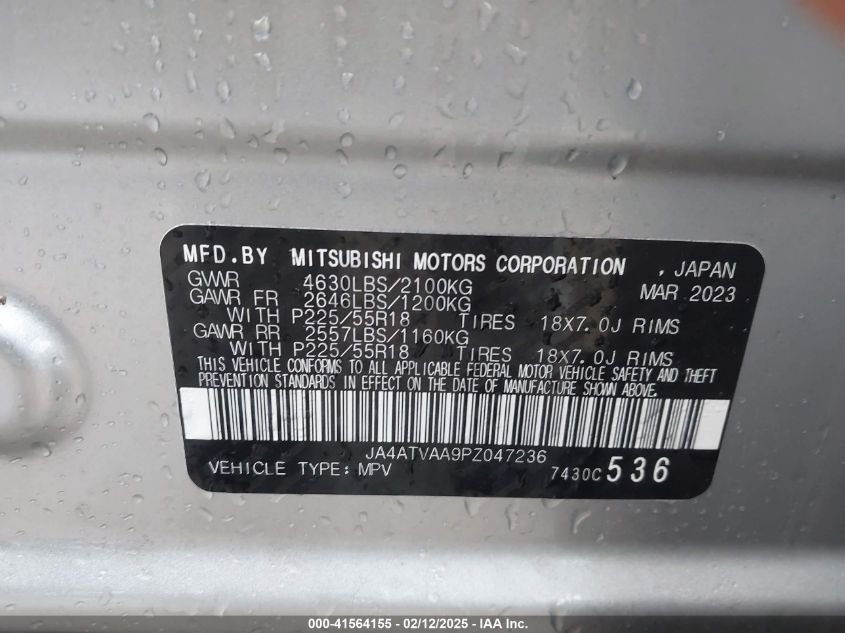 MFD.BY MITSUBISHI MOTORS CORPORATION , JAPAN
GVWR 4630LBS/2100KG MAR 2023
GAWR FR 2646LBS/1200KG
WITH P225/55R18 TIRES 18X7.0J RIMS
GAWR RR 2557LBS/1160KG
WITH P225/55R18 TIRES 18X7.0J RIMS
THIS VEHICLE CONFORMS TO ALL APPLICABLE FEDERAL MOTOR VEHICLE SAFETY AND THEFT
PREVENTION STANDARDS IN EFFECT ON THE DATE OF MANUFACTURE SHOWN ABOVE.
JA4ATVAA9PZ047236
VEHICLE TYPE: MPV 7430C 536
000-41564155 - 02/12/2025 - IAA Inc.